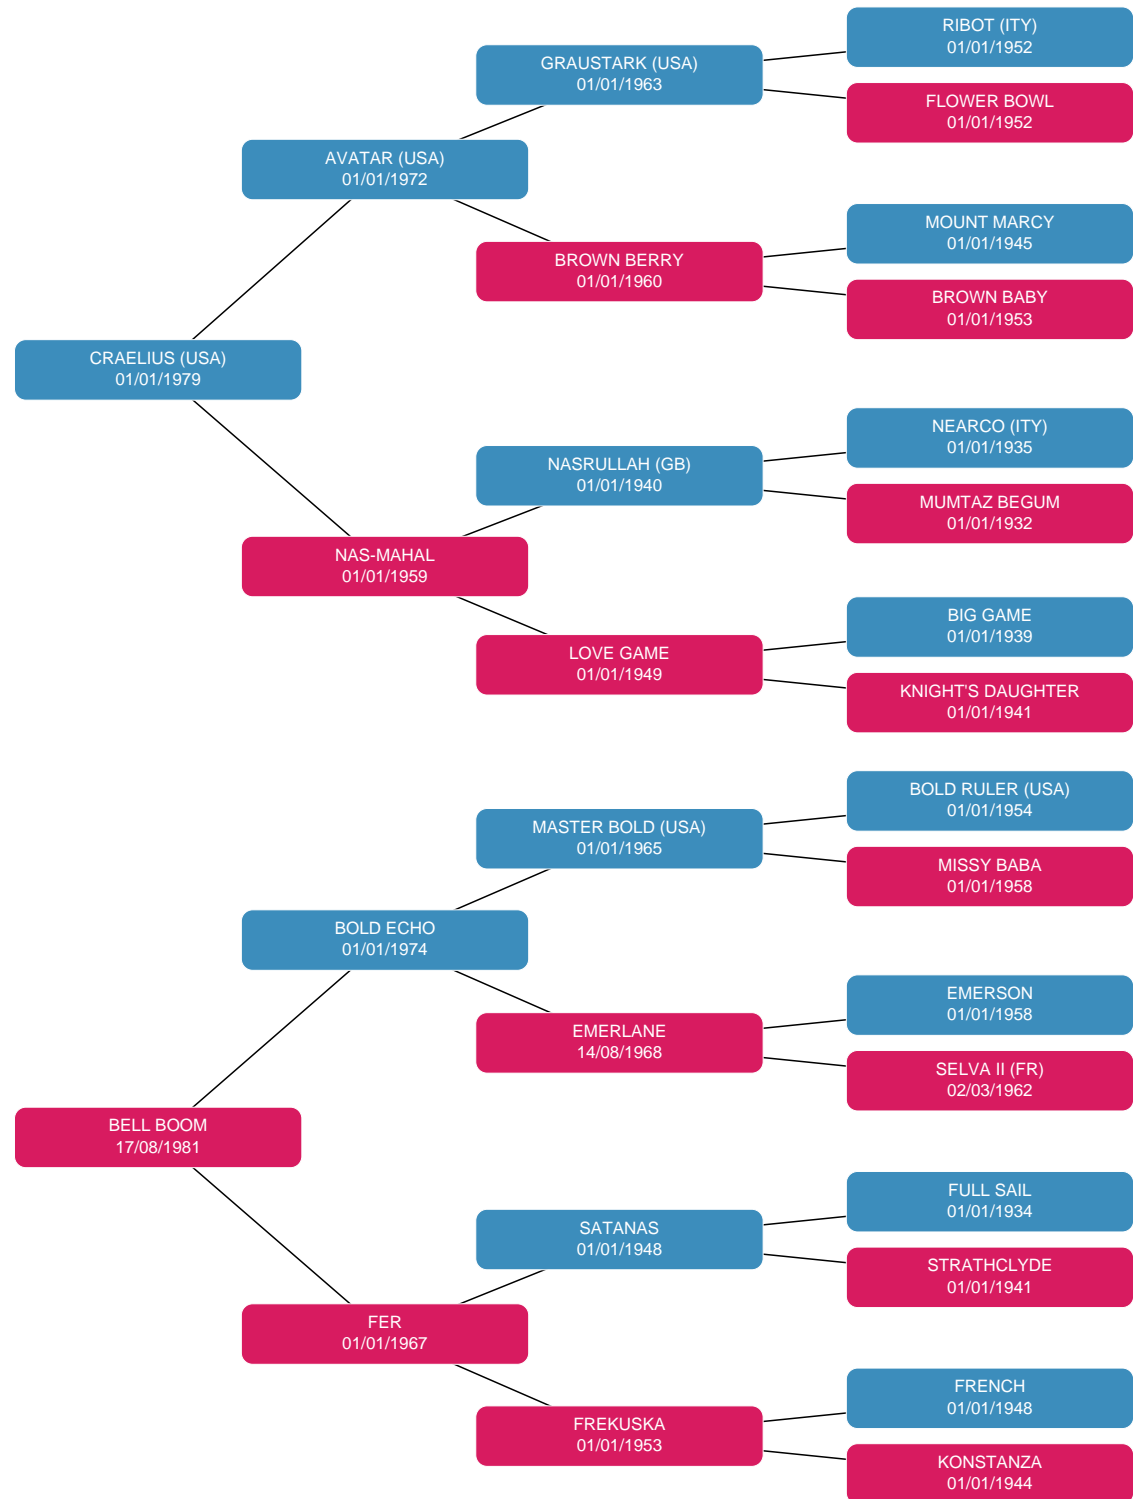 RIBOT (ITY)
01/01/1952
GRAUSTARK (USA)
01/01/1963
FLOWER BOWL
01/01/1952
AVATAR (USA)
01/01/1972
MOUNT MARCY
01/01/1945
BROWN BERRY
01/01/1960
BROWN BABY
01/01/1953
CRAELIUS (USA)
01/01/1979
NEARCO (ITY)
01/01/1935
NASRULLAH (GB)
01/01/1940
MUMTAZ BEGUM
01/01/1932
NAS-MAHAL
01/01/1959
BIG GAME
01/01/1939
LOVE GAME
01/01/1949
KNIGHT'S DAUGHTER
01/01/1941
BOLD RULER (USA)
01/01/1954
MASTER BOLD (USA)
01/01/1965
MISSY BABA
01/01/1958
BOLD ECHO
01/01/1974
EMERSON
01/01/1958
EMERLANE
14/08/1968
SELVA II (FR)
02/03/1962
BELL BOOM
17/08/1981
FULL SAIL
01/01/1934
SATANAS
01/01/1948
STRATHCLYDE
01/01/1941
FER
01/01/1967
FRENCH
01/01/1948
FREKUSKA
01/01/1953
KONSTANZA
01/01/1944